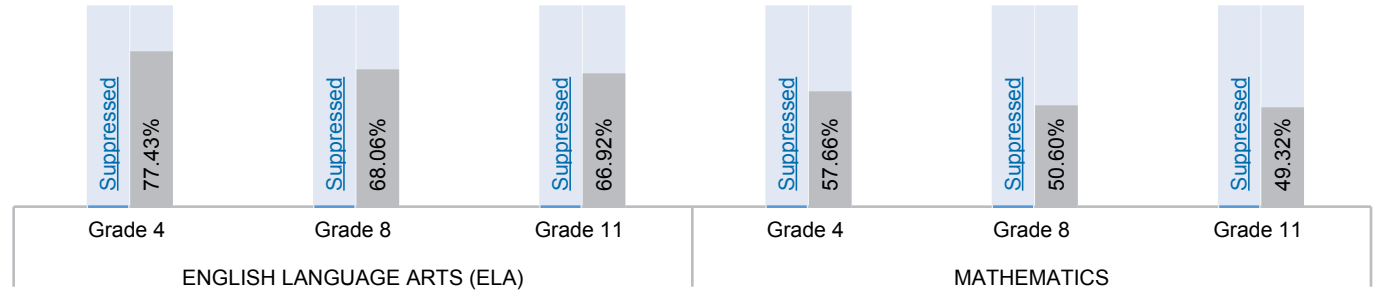 Suppressed
77.43%
Suppressed
68.06%
Suppressed
66.92%
Suppressed
57.66%
Suppressed
50.60%
Suppressed
49.32%
Grade 4
Grade 8
Grade 11
Grade 4
Grade 8
Grade 11
ENGLISH LANGUAGE ARTS (ELA)
MATHEMATICS